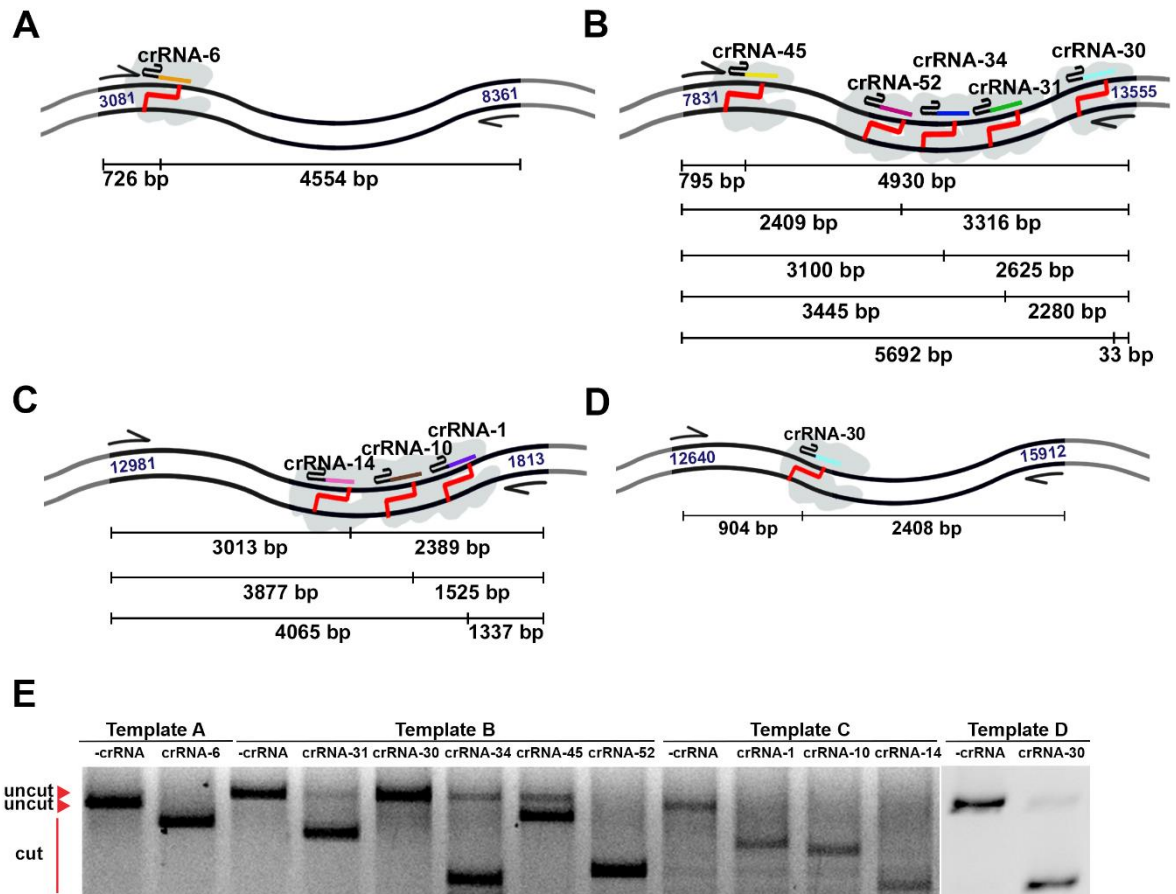 A
crRNA-6
3081
8361
726 bp
4554 bp
B
crRNA-45
crRNA-34
crRNA-30
crRNA-52
crRNA-31
7831
13555
795 bp
4930 bp
2409 bp
3316 bp
3100 bp
2625 bp
3445 bp
2280 bp
5692 bp
33 bp
C
crRNA-1
crRNA-10
crRNA-14
12981
1813
3013 bp
2389 bp
3877 bp
1525 bp
4065 bp
1337 bp
D
crRNA-30
12640
15912
904 bp
2408 bp
E
Template A Template B Template C Template D
-crRNA crRNA-6 -crRNA crRNA-31 crRNA-30 crRNA-34 crRNA-45 crRNA-52 -crRNA crRNA-1 crRNA-10 crRNA-14 -crRNA crRNA-30
uncut
uncut
cut